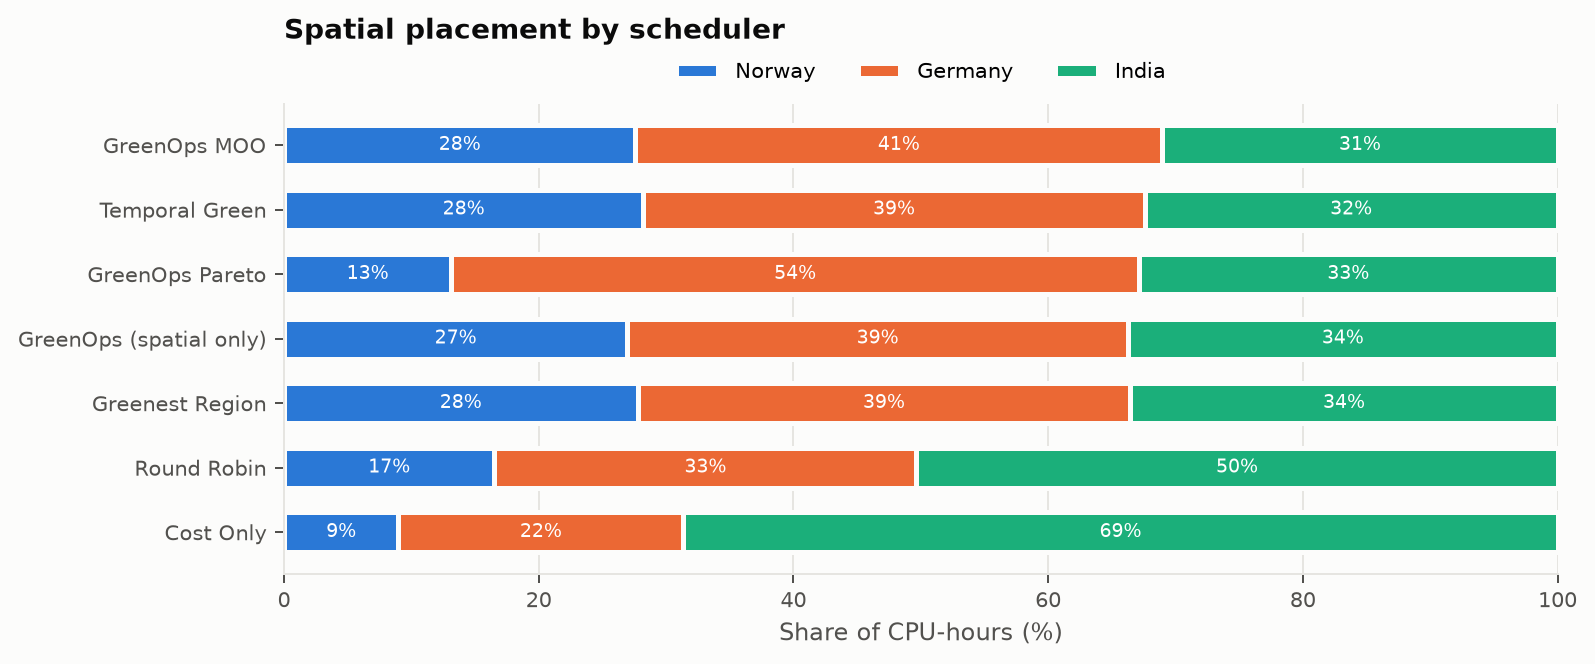 Spatial placement by scheduler
Norway Germany India
GreenOps MOO 28% 41% 31%
Temporal Green 28% 39% 32%
GreenOps Pareto 13% 54% 33%
GreenOps (spatial only) 27% 39% 34%
Greenest Region 28% 39% 34%
Round Robin 17% 33% 50%
Cost Only 9% 22% 69%
0 20 40 60 80 100
Share of CPU-hours (%)